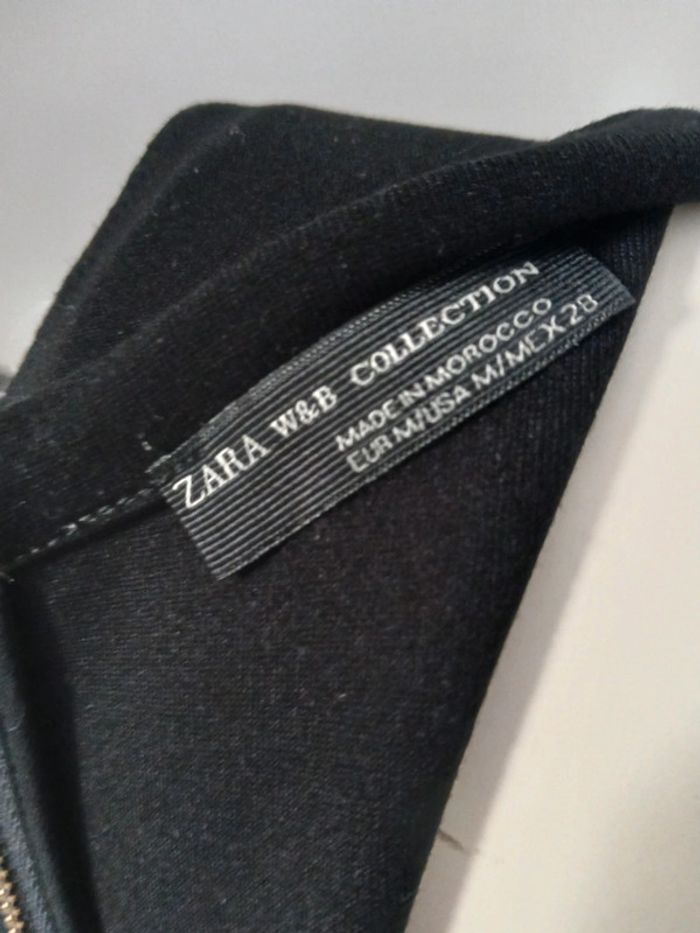 ZARA W&B COLLECTION
MADE IN MOROCCO
EUR M/USA M/MEX 28